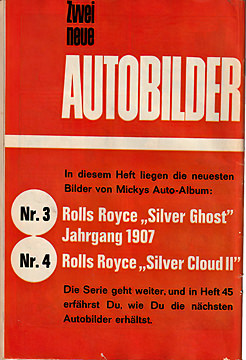 Zwei
neue
AUTOBILDER
In diesem Heft liegen die neuesten
Bilder von Mickys Auto-Album:
Nr. 3 Rolls Royce „Silver Ghost"
Jahrgang 1907
Nr. 4 Rolls Royce „Silver Cloud II"
Die Serie geht weiter, und in Heft 45
erfährst Du, wie Du die nächsten
Autobilder erhältst.